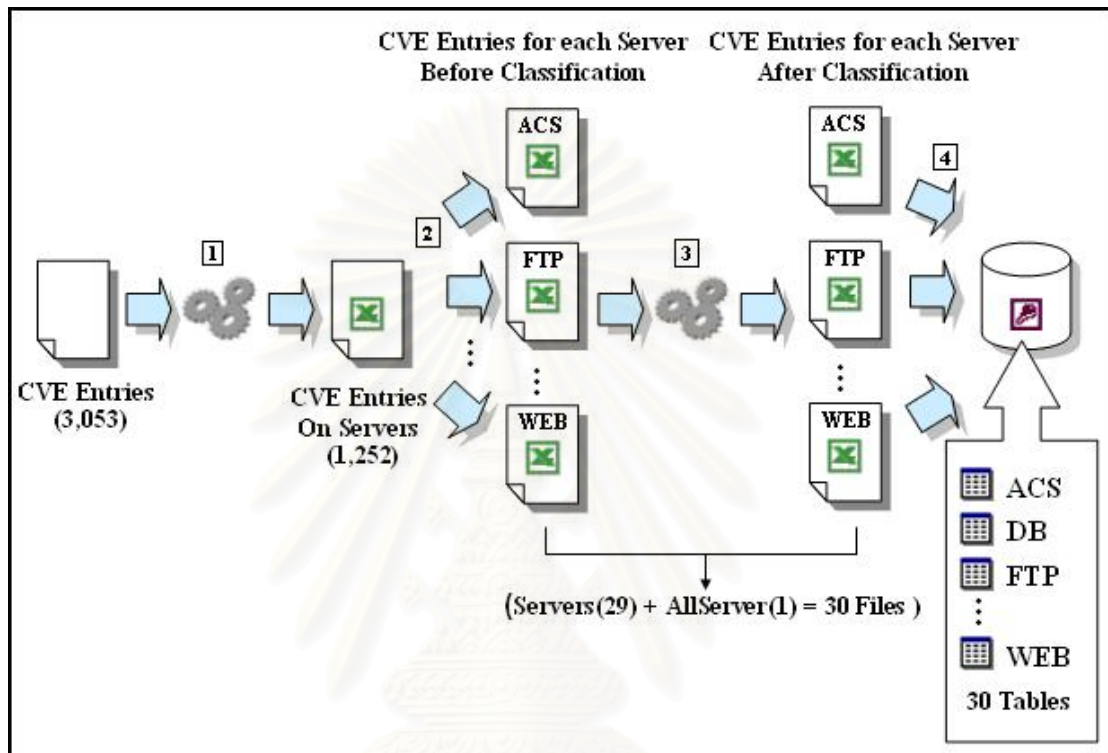 CVE Entries for each Server
Before Classification
CVE Entries for each Server
After Classification
ACS
ACS
4
2
1
FTP
3
FTP
CVE Entries
(3,053)
CVE Entries
On Servers
(1,252)
WEB
WEB
ACS
DB
FTP
WEB
30 Tables
(Servers(29) + AllServer(1) = 30 Files )